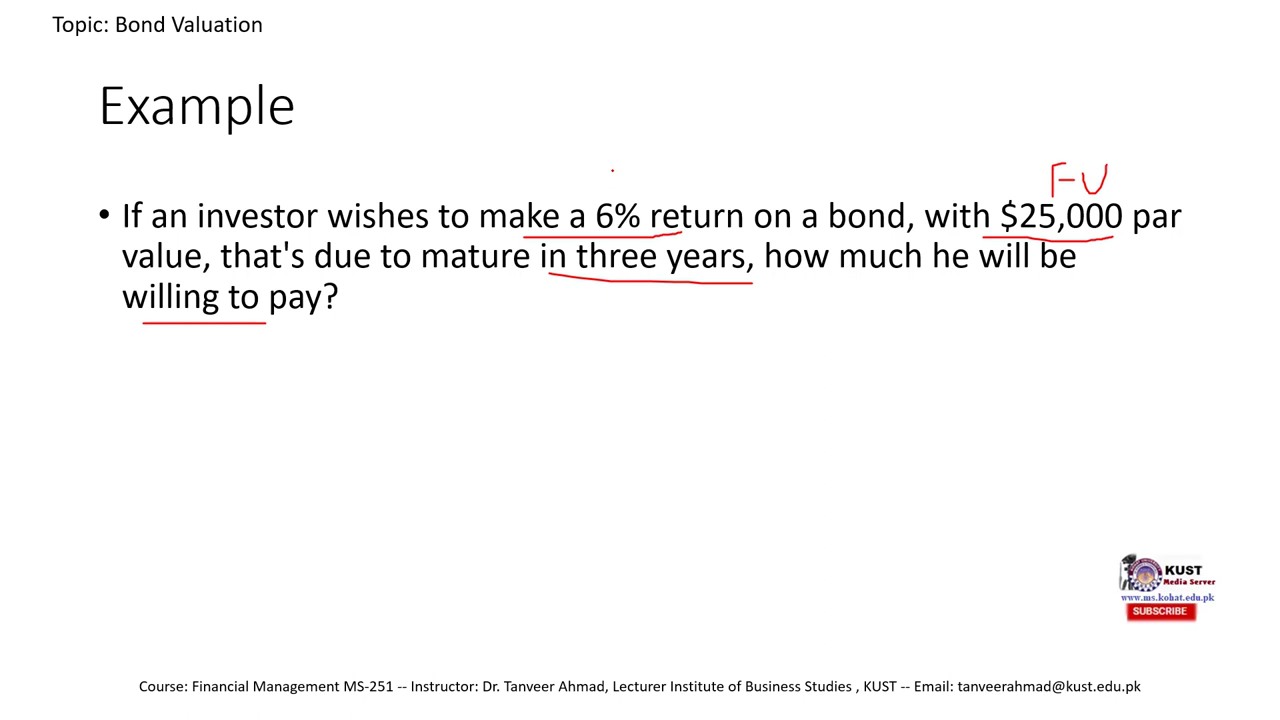 Topic: Bond Valuation
Example
FV
• If an investor wishes to make a 6% return on a bond, with $25,000 par
value, that's due to mature in three years, how much he will be
willing to pay?
KUST
Media Server
www.ms.kohat.edu.pk
SUBSCRIBE
Course: Financial Management MS-251 -- Instructor: Dr. Tanveer Ahmad, Lecturer Institute of Business Studies , KUST -- Email: tanveerahmad@kust.edu.pk